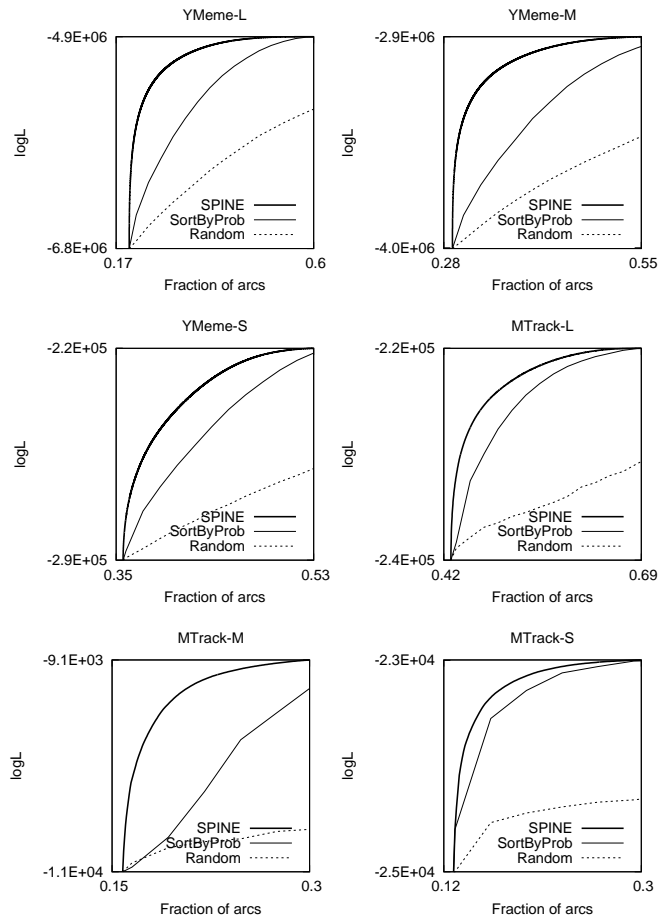 YMeme-L
-4.9E+06
logL
SPINE
SortByProb
Random
-6.8E+06
0.17
0.6
Fraction of arcs
YMeme-M
-2.9E+06
logL
SPINE
SortByProb
Random
-4.0E+06
0.28
0.55
Fraction of arcs
YMeme-S
-2.2E+05
logL
SPINE
SortByProb
Random
-2.9E+05
0.35
0.53
Fraction of arcs
MTrack-L
-2.2E+05
logL
SPINE
SortByProb
Random
-2.4E+05
0.42
0.69
Fraction of arcs
MTrack-M
-9.1E+03
logL
SPINE
SortByProb
Random
-1.1E+04
0.15
0.3
Fraction of arcs
MTrack-S
-2.3E+04
logL
SPINE
SortByProb
Random
-2.5E+04
0.12
0.3
Fraction of arcs